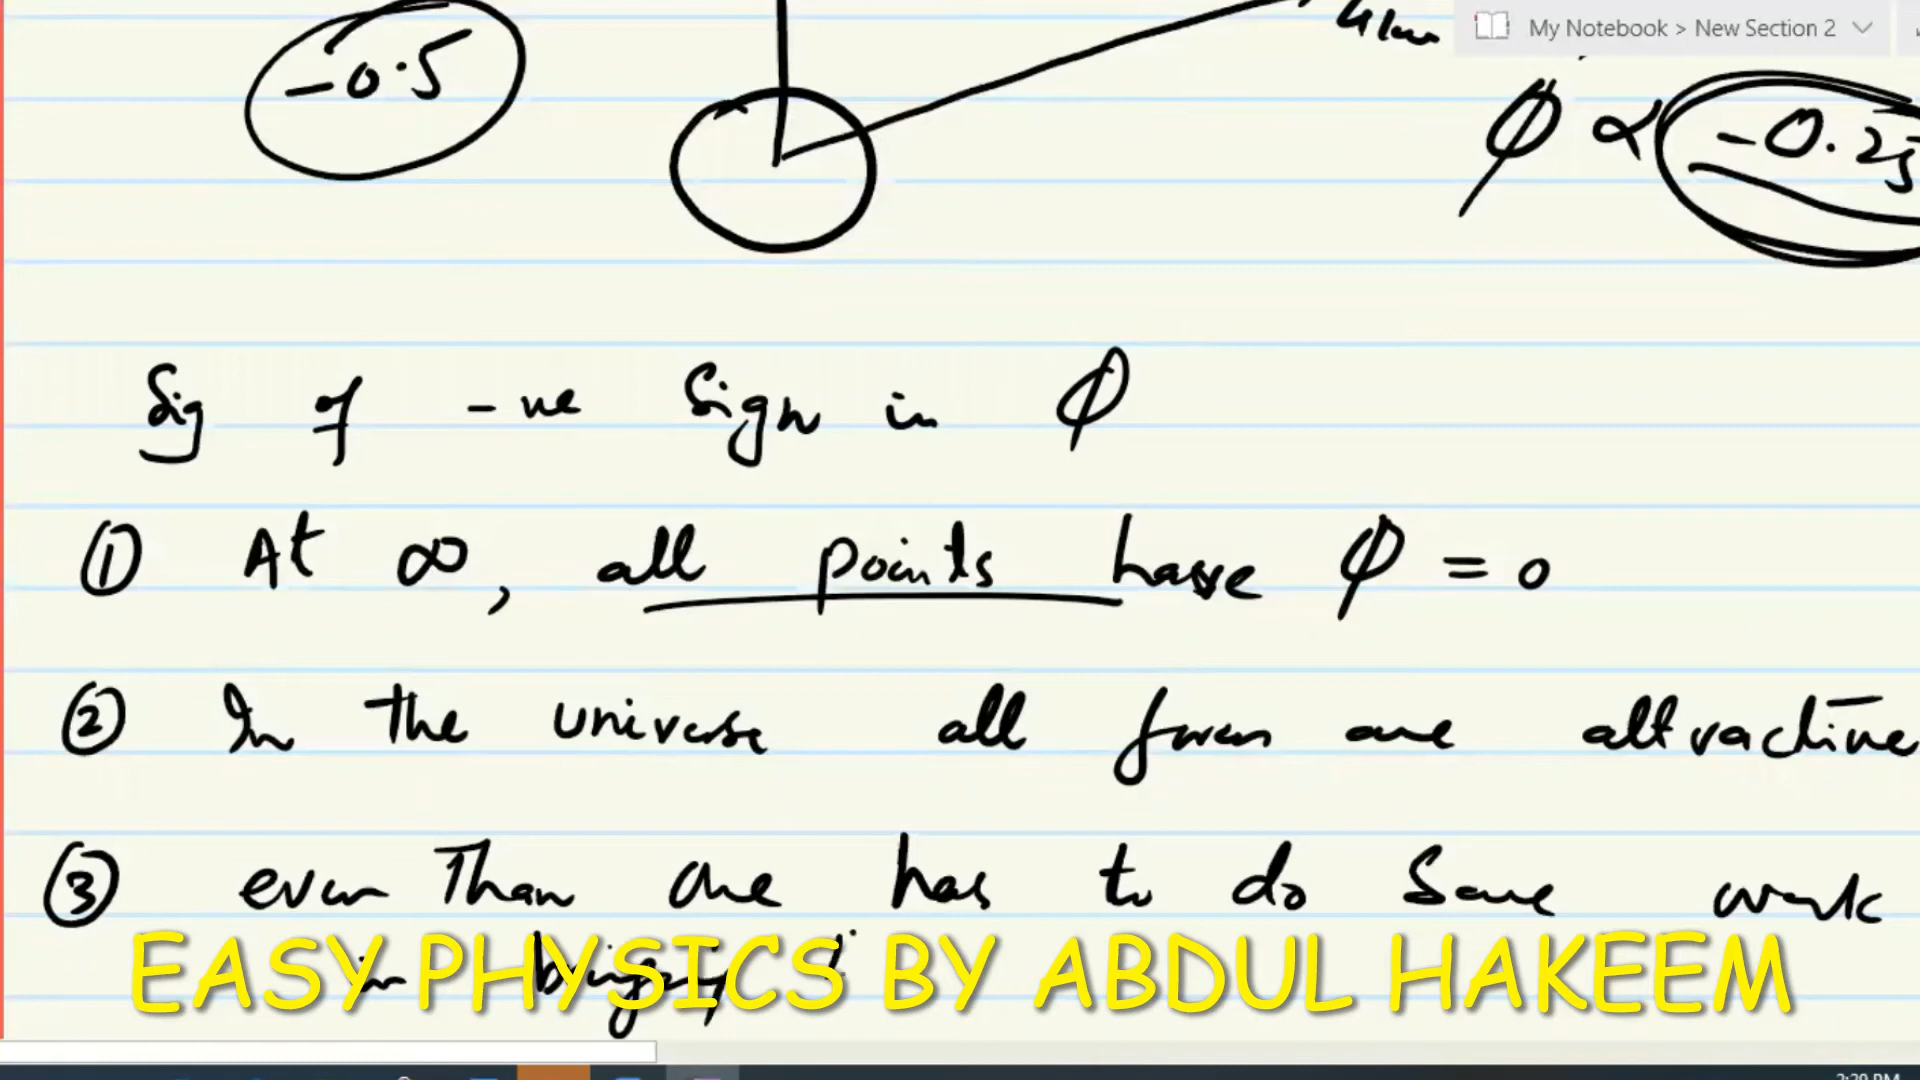 My Notebook > New Section 2
-0.5
ϕ ∝ -0.25
Sig of -ve Sign in ϕ
① At ∞, all points have ϕ = 0
② In the universe all forces are attractive
③ even Than one has to do Some work
in
EASY PHYSICS BY ABDUL HAKEEM